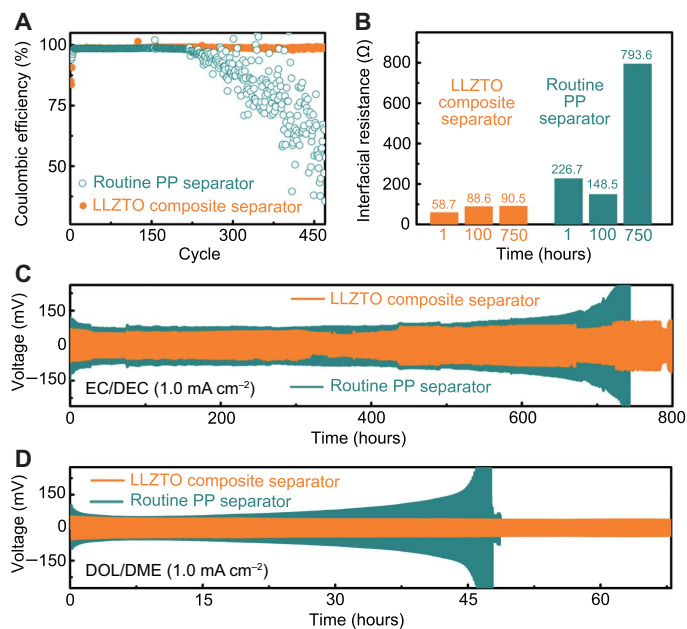 A
Coulombic efficiency (%)
100
75
50
Routine PP separator
LLZTO composite separator
0
150
300
450
Cycle
B
Interfacial resistance (Ω)
800
600
400
200
0
LLZTO
composite
separator
Routine
PP
separator
58.7
88.6
90.5
226.7
148.5
793.6
1
100
750
1
100
750
Time (hours)
C
Voltage (mV)
150
0
−150
LLZTO composite separator
EC/DEC (1.0 mA cm⁻²)
Routine PP separator
0
200
400
600
800
Time (hours)
D
Voltage (mV)
150
0
−150
LLZTO composite separator
Routine PP separator
DOL/DME (1.0 mA cm⁻²)
0
15
30
45
60
Time (hours)